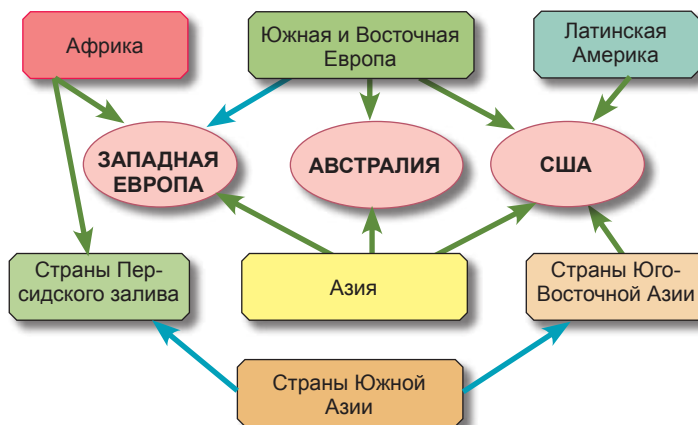 Африка
Южная и Восточная
Европа
Латинская
Америка
ЗАПАДНАЯ
ЕВРОПА
АВСТРАЛИЯ
США
Страны Пер-
сидского залива
Азия
Страны Юго-
Восточной Азии
Страны Южной
Азии